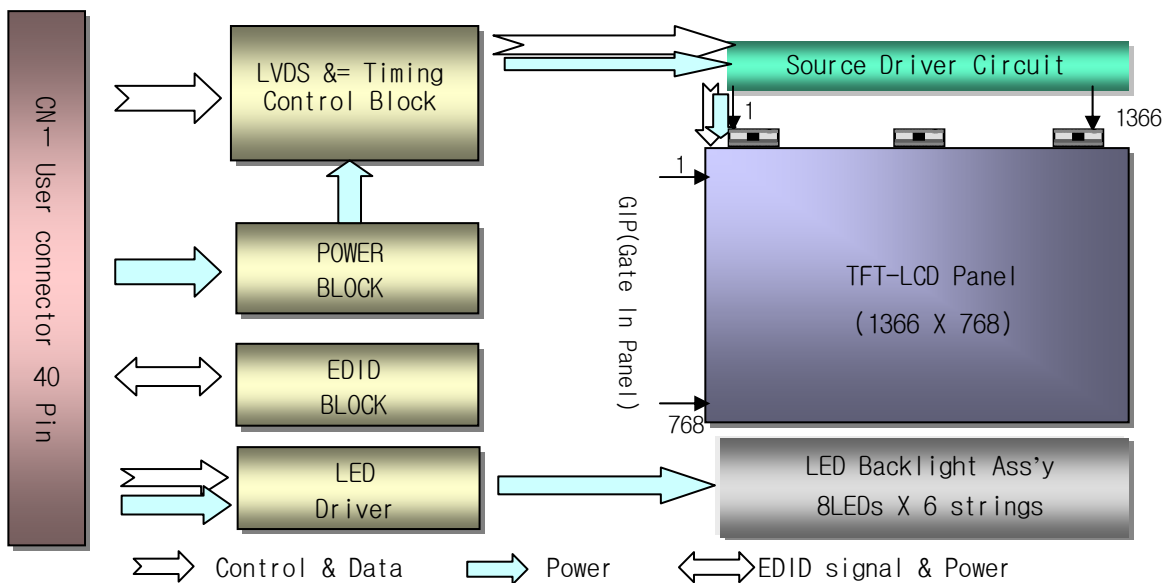 CN- User connector 40 Pin
LVDS &= Timing
Control Block
POWER
BLOCK
EDID
BLOCK
LED
Driver
Source Driver Circuit
1
1366
1
GIP(Gate In Panel)
768
TFT-LCD Panel
(1366 X 768)
LED Backlight Ass’y
8LEDs X 6 strings
Control & Data
Power
EDID signal & Power